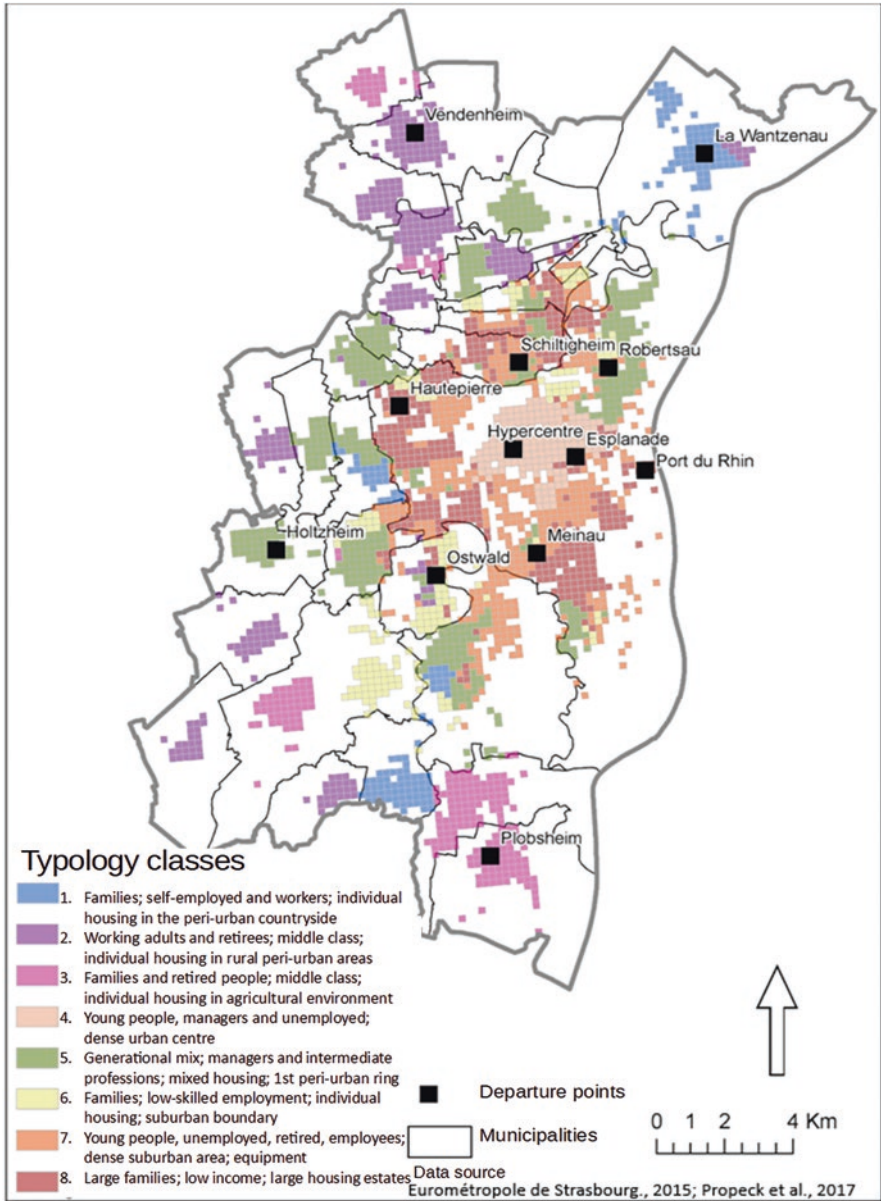 Vendenheim
La Wantzenau
Schiltigheim
Robertsau
Hautepierre
Hypercentre
Esplanade
Port du Rhin
Holtzheim
Meinau
Ostwald
Plobsheim
Typology classes
1. Families; self-employed and workers; individual
housing in the peri-urban countryside
2. Working adults and retirees; middle class;
individual housing in rural peri-urban areas
3. Families and retired people; middle class;
individual housing in agricultural environment
4. Young people, managers and unemployed;
dense urban centre
5. Generational mix; managers and intermediate
professions; mixed housing; 1st peri-urban ring
6. Families; low-skilled employment; individual
housing; suburban boundary
7. Young people, unemployed, retired, employees;
dense suburban area; equipment
8. Large families; low income; large housing estates
Departure points
Municipalities
0 1 2 4 Km
Data source
Eurométropole de Strasbourg., 2015; Propeck et al., 2017